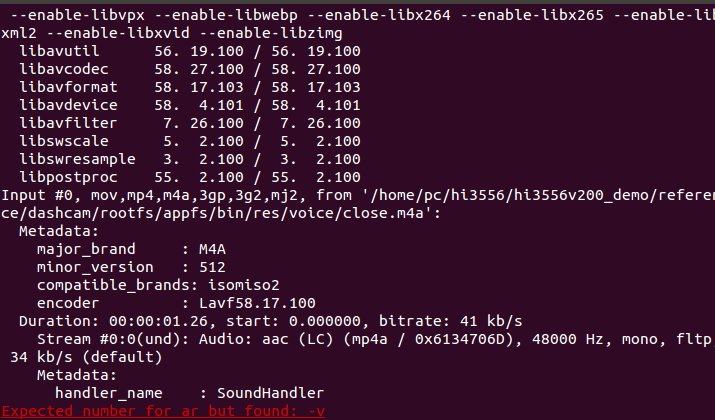 --enable-libvpx --enable-libwebp --enable-libx264 --enable-libx265 --enable-lib
xml2 --enable-libxvid --enable-libzimg
libavutil 56. 19.100 / 56. 19.100
libavcodec 58. 27.100 / 58. 27.100
libavformat 58. 17.103 / 58. 17.103
libavdevice 58. 4.101 / 58. 4.101
libavfilter 7. 26.100 / 7. 26.100
libswscale 5. 2.100 / 5. 2.100
libswresample 3. 2.100 / 3. 2.100
libpostproc 55. 2.100 / 55. 2.100
Input #0, mov,mp4,m4a,3gp,3g2,mj2, from '/home/pc/hi3556/hi3556v200_demo/referen
ce/dashcam/rootfs/appfs/bin/res/voice/close.m4a':
Metadata:
major_brand : M4A
minor_version : 512
compatible_brands: isomiso2
encoder : Lavf58.17.100
Duration: 00:00:01.26, start: 0.000000, bitrate: 41 kb/s
Stream #0:0(und): Audio: aac (LC) (mp4a / 0x6134706D), 48000 Hz, mono, fltp,
34 kb/s (default)
Metadata:
handler_name : SoundHandler
Expected number for ar but found: -v